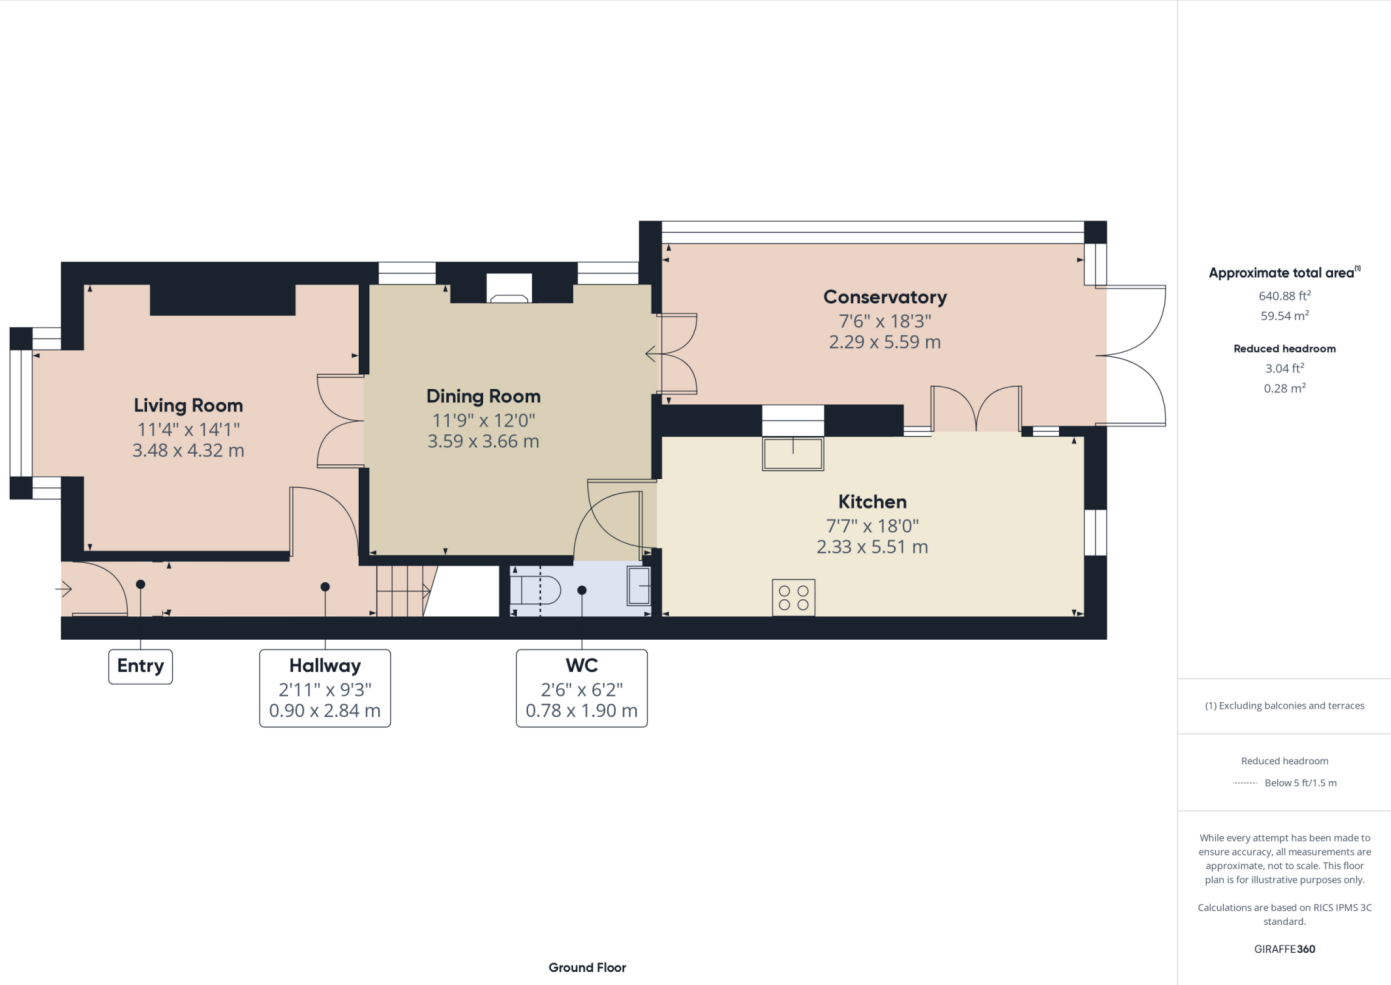 Conservatory
7'6" x 18'3"
2.29 x 5.59 m
Living Room
11'4" x 14'1"
3.48 x 4.32 m
Dining Room
11'9" x 12'0"
3.59 x 3.66 m
Kitchen
7'7" x 18'0"
2.33 x 5.51 m
Entry
Hallway
2'11" x 9'3"
0.90 x 2.84 m
WC
2'6" x 6'2"
0.78 x 1.90 m
Ground Floor
Approximate total area(1)
640.88 ft²
59.54 m²
Reduced headroom
3.04 ft²
0.28 m²
(1) Excluding balconies and terraces
Reduced headroom
Below 5 ft/1.5 m
While every attempt has been made to
ensure accuracy, all measurements are
approximate, not to scale. This floor
plan is for illustrative purposes only.
Calculations are based on RICS IPMS 3C
standard.
GIRAFFE360